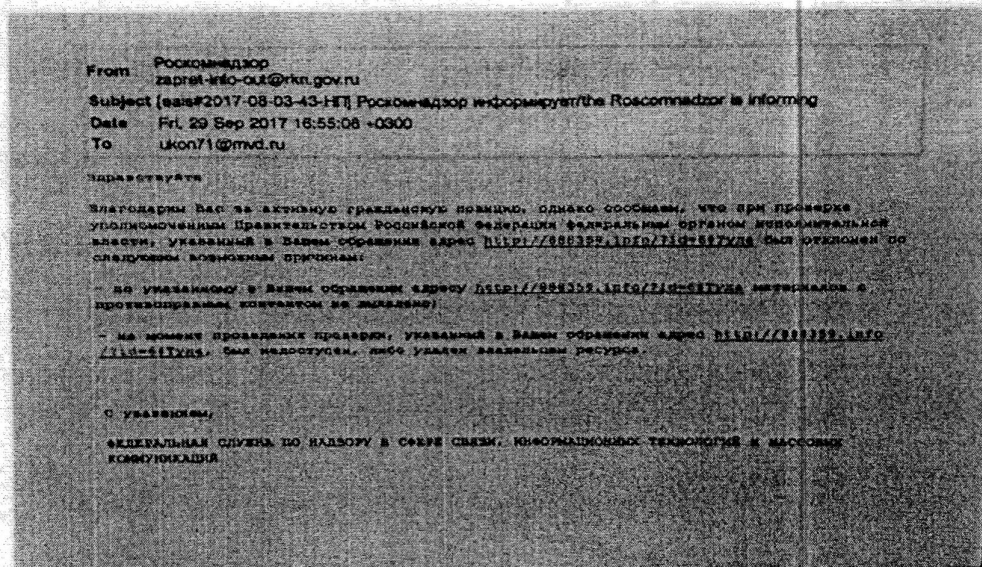 From Роскомнадзор
zapret-info-out@rkn.gov.ru
Subject [eais#2017-08-03-43-НП] Роскомнадзор информирует/the Roscomnadzor is informing
Date Fri, 29 Sep 2017 16:55:06 +0300
To ukon71@mvd.ru
Здравствуйте
Благодарим Вас за активную гражданскую позицию, однако сообщаем, что при проверке
уполномоченным Правительством Российской Федерации федеральным органом исполнительной
власти, указанный в Вашем обращении адрес был отклонен по
следующим возможным причинам:
- по указанному в Вашем обращении адресу материалов с
противоправным контентом не выявлено;
- на момент проведения проверки, указанный в Вашем обращении адрес
был недоступен, либо удален владельцем ресурса.
С уважением,
ФЕДЕРАЛЬНАЯ СЛУЖБА ПО НАДЗОРУ В СФЕРЕ СВЯЗИ, ИНФОРМАЦИОННЫХ ТЕХНОЛОГИЙ И МАССОВЫХ
КОММУНИКАЦИЙ